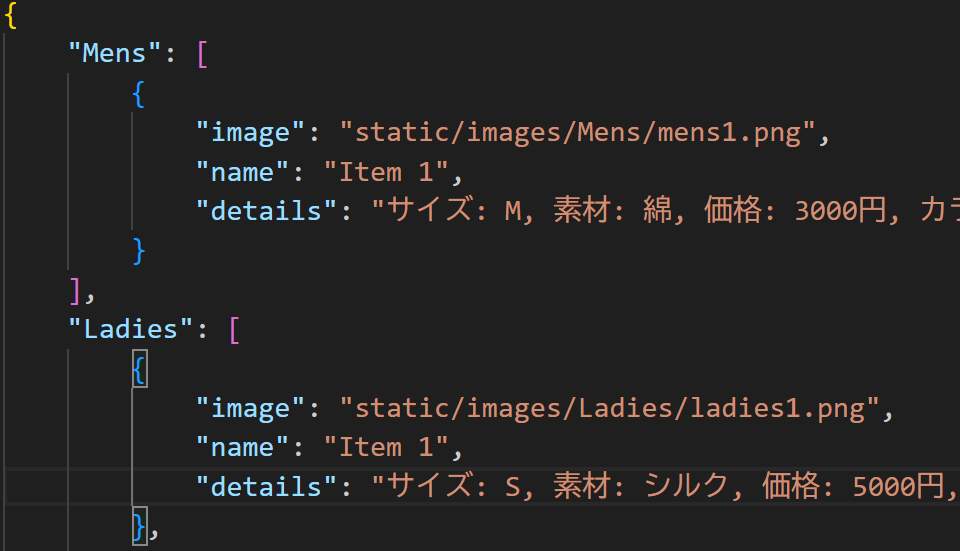 {
"Mens": [
{
"image": "static/images/Mens/mens1.png",
"name": "Item 1",
"details": "サイズ: M, 素材: 綿, 価格: 3000円, カラ
}
],
"Ladies": [
{
"image": "static/images/Ladies/ladies1.png",
"name": "Item 1",
"details": "サイズ: S, 素材: シルク, 価格: 5000円,
},